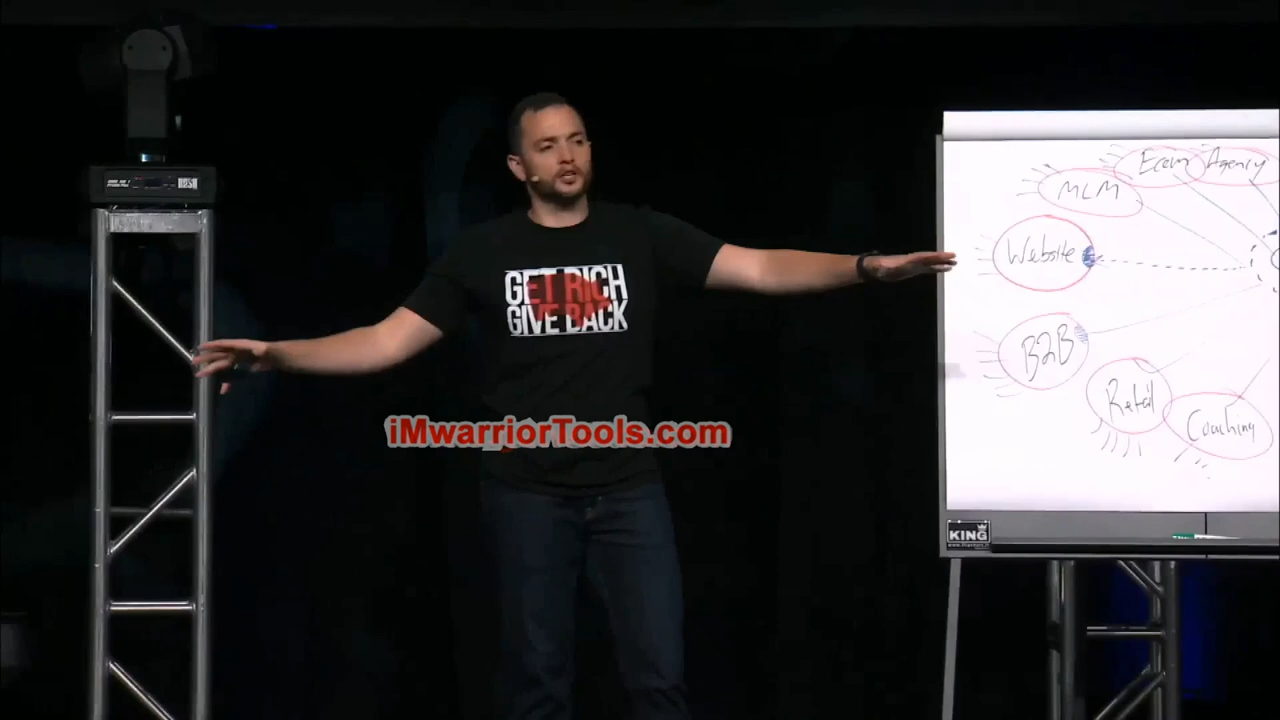 GET RICH
GIVE BACK
iMwarriorTools.com
Ecom
Agency
MLM
Website
B2B
Retail
Coaching
KING